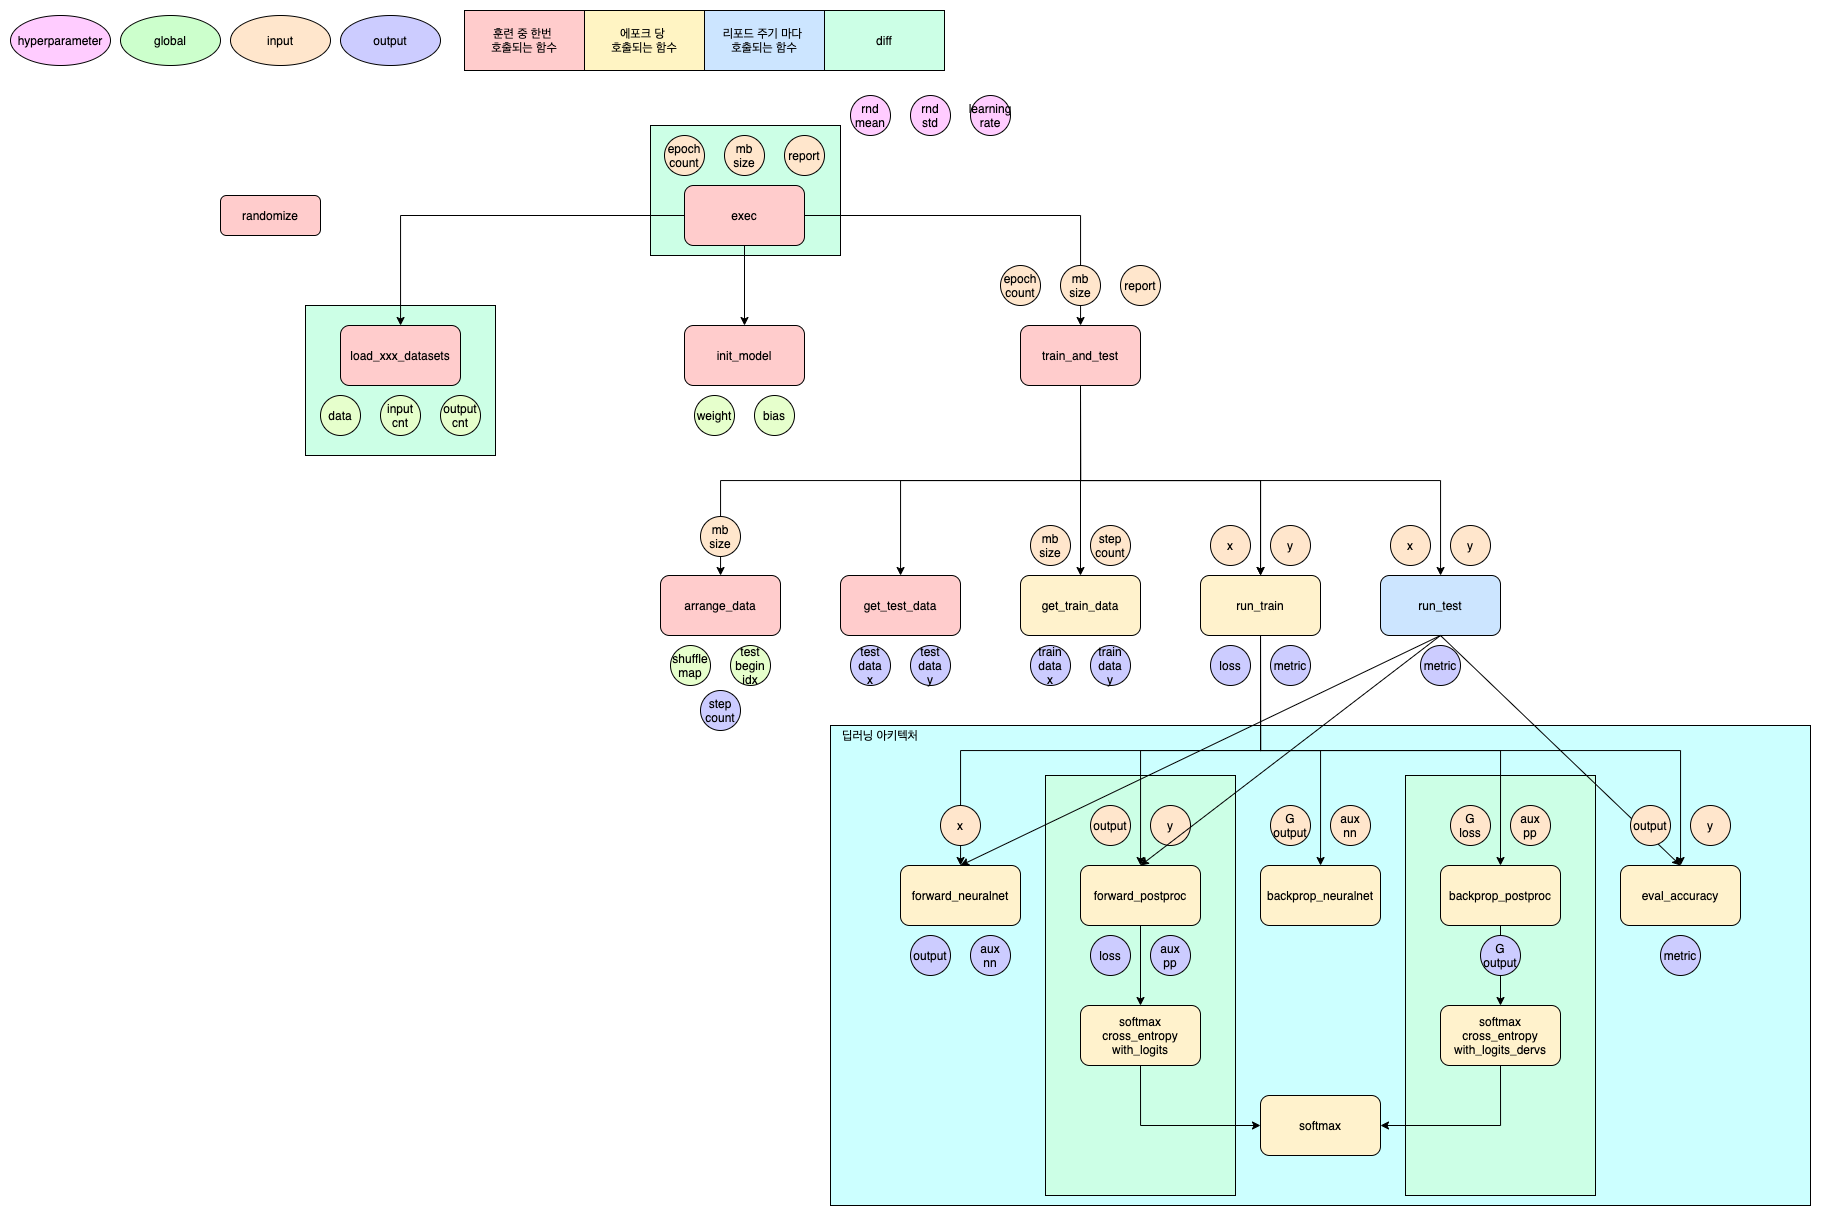 hyperparameter
global
input
output
훈련 중 한번
호출되는 함수
에포크 당
호출되는 함수
리포드 주기 마다
호출되는 함수
diff
rnd
mean
rnd
std
learning
rate
epoch
count
mb
size
report
randomize
exec
epoch
count
mb
size
report
load_xxx_datasets
init_model
train_and_test
data
input
cnt
output
cnt
weight
bias
mb
size
mb
size
step
count
x
y
x
y
arrange_data
get_test_data
get_train_data
run_train
run_test
shuffle
map
test
begin
idx
step
count
test
data
x
test
data
y
train
data
x
train
data
y
loss
metric
metric
딥러닝 아키텍처
x
output
y
G
output
aux
nn
G
loss
aux
pp
output
y
forward_neuralnet
forward_postproc
backprop_neuralnet
backprop_postproc
eval_accuracy
output
aux
nn
loss
aux
pp
G
output
metric
softmax
cross_entropy
with_logits
softmax
cross_entropy
with_logits_dervs
softmax